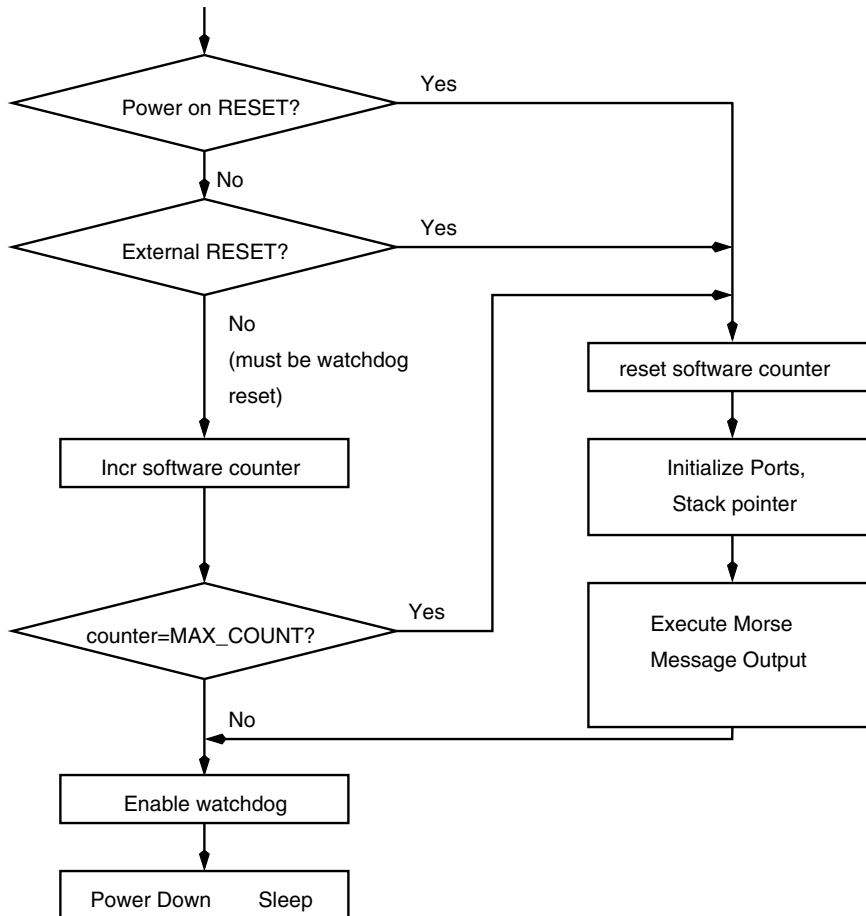 Yes
Power on RESET?
No
Yes
External RESET?
No
(must be watchdog
reset)
reset software counter
Incr software counter
Initialize Ports,
Stack pointer
Yes
counter=MAX_COUNT?
Execute Morse
Message Output
No
Enable watchdog
Power Down Sleep